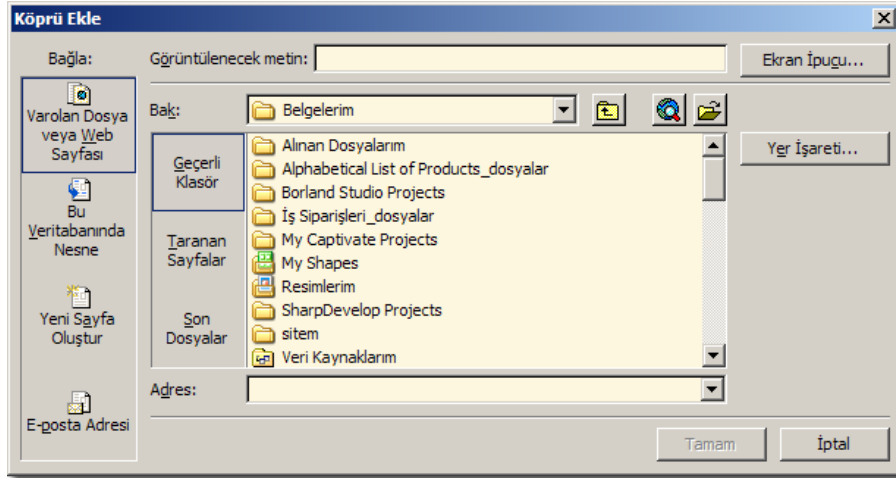 Köprü Ekle
Bağla:
Görüntülenecek metin:
Ekran İpucu...
Varolan Dosya
veya Web
Sayfası
Bak:
Belgelerim
Geçerli
Klasör
Alınan Dosyalarım
Alphabetical List of Products_dosyalar
Borland Studio Projects
İş Siparişleri_dosyalar
My Captivate Projects
My Shapes
Resimlerim
SharpDevelop Projects
sitem
Veri Kaynaklarım
Yer İşareti...
Bu
Veritabanında
Nesne
Taranan
Sayfalar
Yeni Sayfa
Oluştur
Son
Dosyalar
Adres:
E-posta Adresi
Tamam
İptal